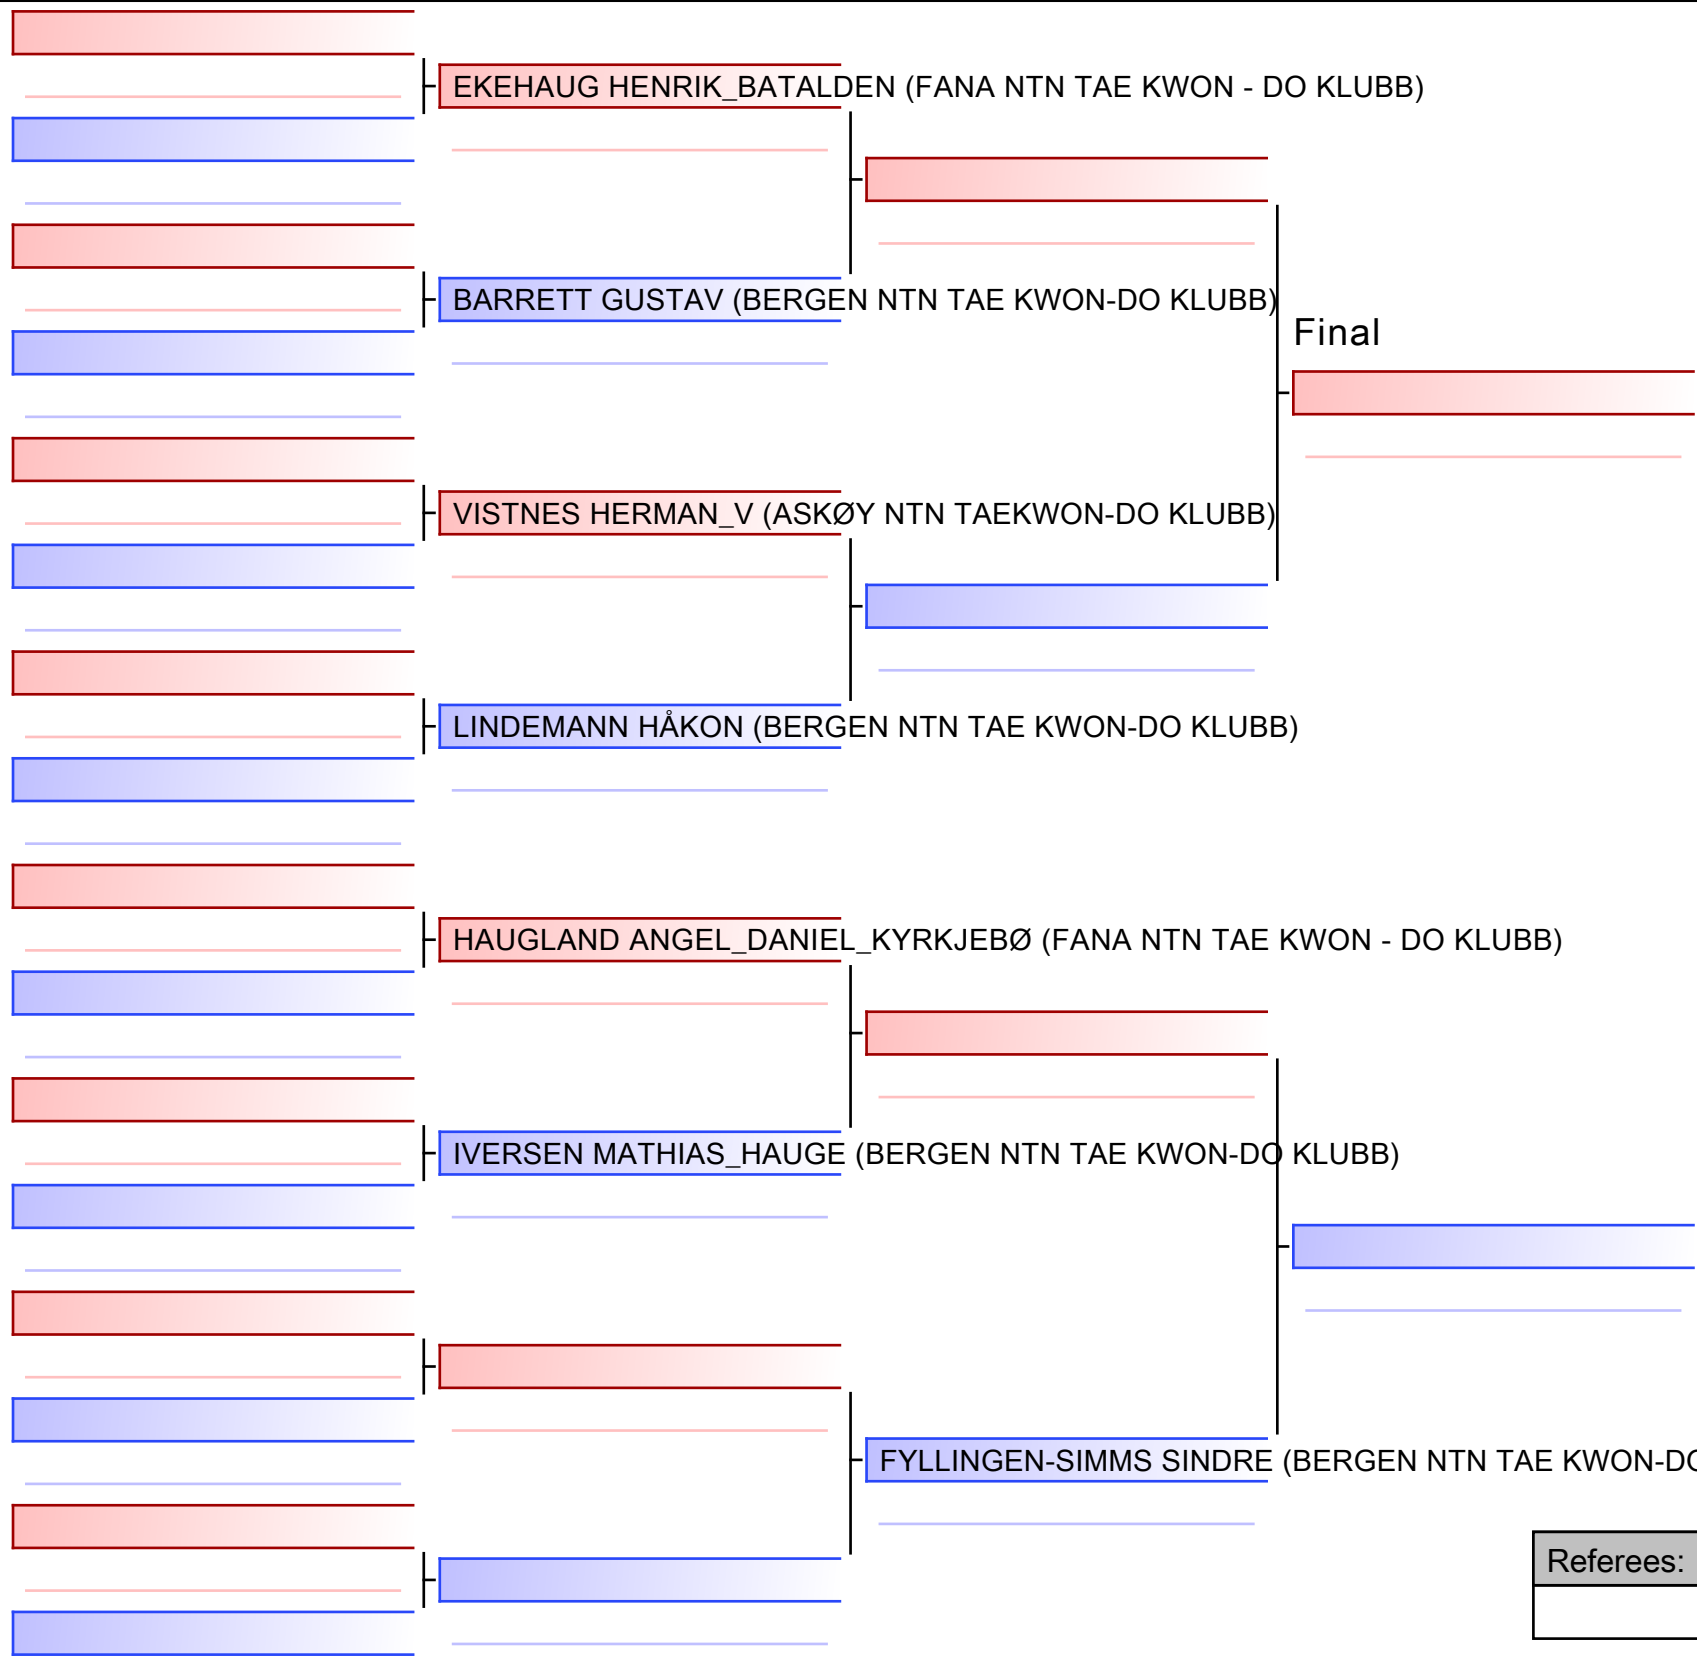 EKEHAUG HENRIK_BATALDEN (FANA NTN TAE KWON - DO KLUBB)
BARRETT GUSTAV (BERGEN NTN TAE KWON-DO KLUBB)
Final
VISTNES HERMAN_V (ASKØY NTN TAEKWON-DO KLUBB)
LINDEMANN HÅKON (BERGEN NTN TAE KWON-DO KLUBB)
HAUGLAND ANGEL_DANIEL_KYRKJEBØ (FANA NTN TAE KWON - DO KLUBB)
IVERSEN MATHIAS_HAUGE (BERGEN NTN TAE KWON-DO KLUBB)
FYLLINGEN-SIMMS SINDRE (BERGEN NTN TAE KWON-DO
Referees: